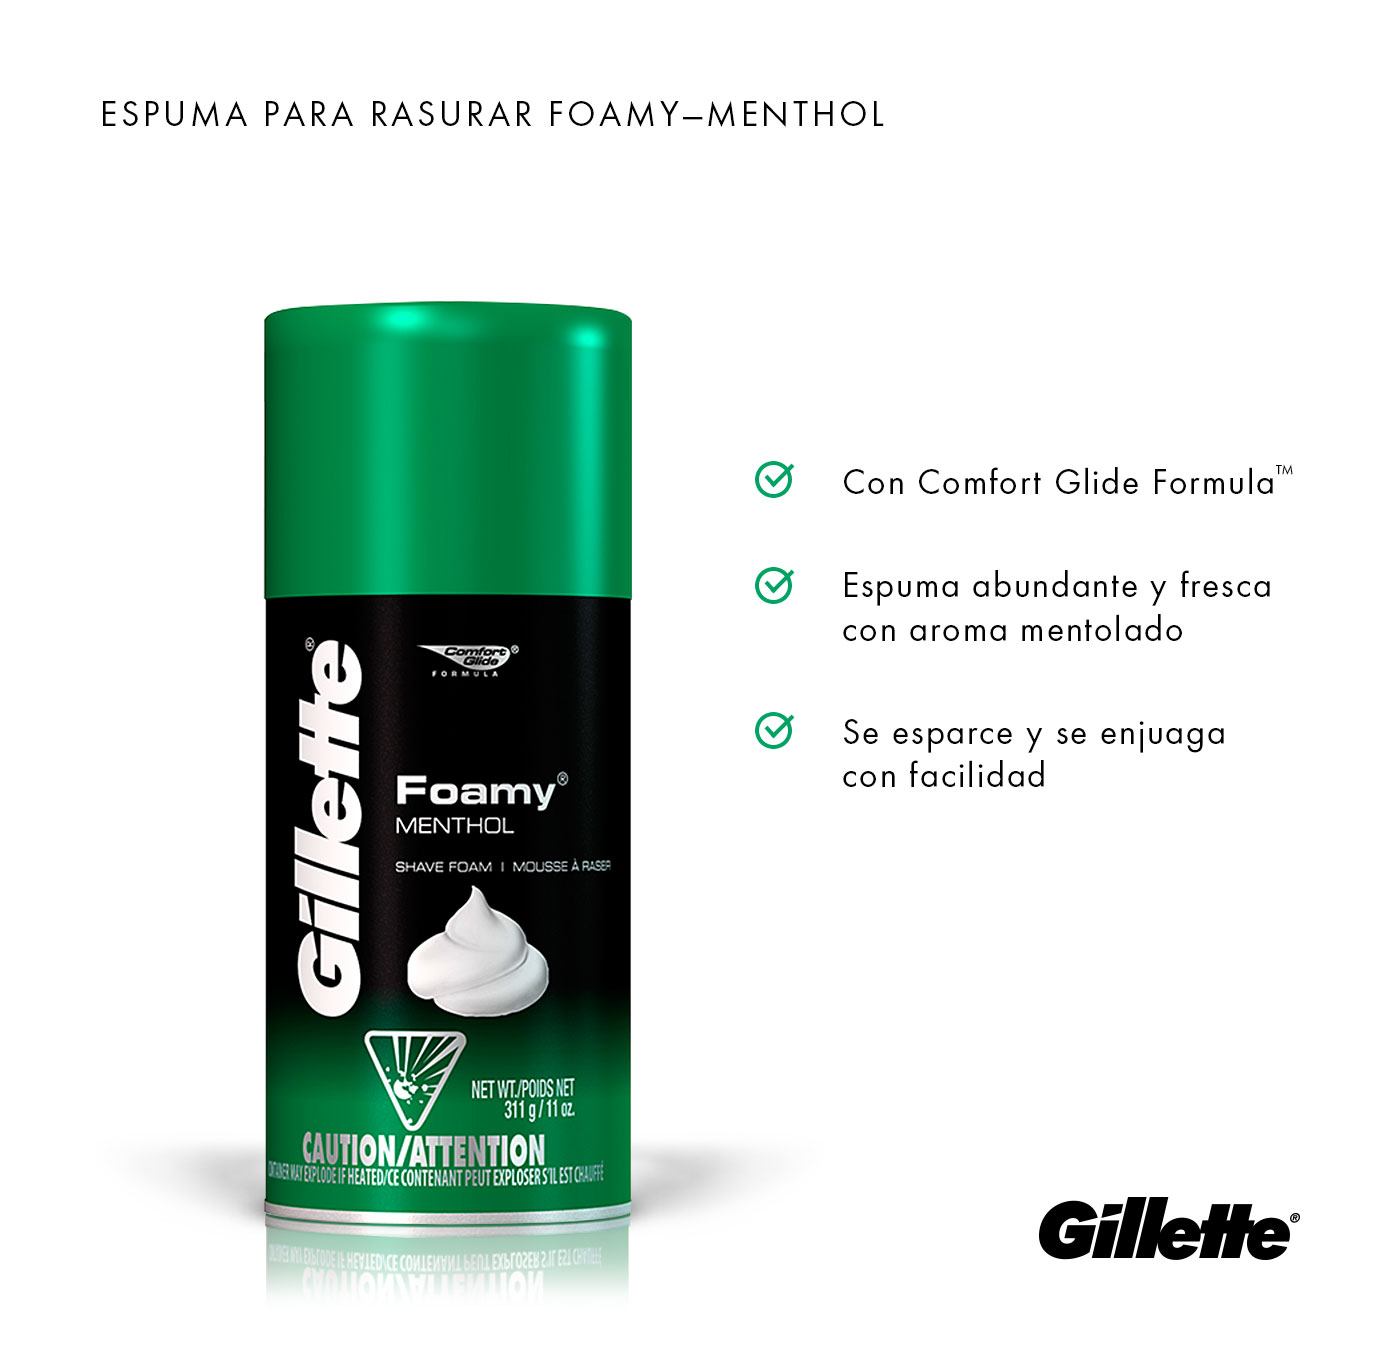 ESPUMA PARA RASURAR FOAMY–MENTHOL
Con Comfort Glide Formula™
Espuma abundante y fresca
con aroma mentolado
Se esparce y se enjuaga
con facilidad
Gillette®
Comfort®
Glide
FORMULA
Foamy®
MENTHOL
SHAVE FOAM | MOUSSE À RASER
NET WT./POIDS NET
311 g / 11 oz.
CAUTION/ATTENTION
MAY EXPLODE IF HEATED/CE CONTENANT PEUT EXPLOSER S'IL EST CHAUFFÉ
Gillette®